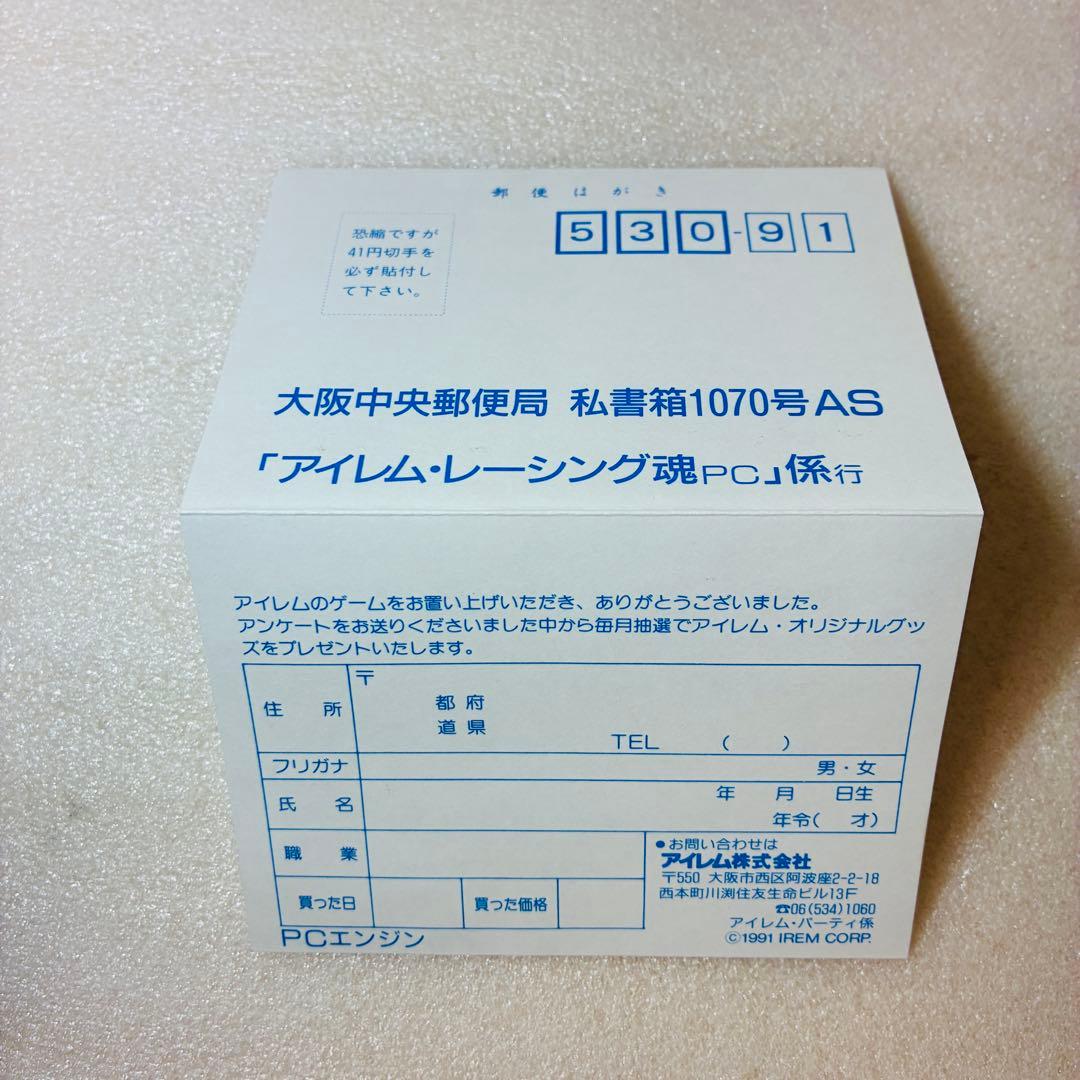 郵便はがき
恐縮ですが
41円切手を
必ず貼付し
て下さい。
530-91
大阪中央郵便局 私書箱1070号AS
「アイレム・レーシング魂PC」係行
アイレムのゲームをお買い上げいただき、ありがとうございました。
アンケートをお送りくださいました中から毎月抽選でアイレム・オリジナルグッ
ズをプレゼントいたします。
住所 〒
都府
道県
TEL ( )
フリガナ 男・女
氏名 年 月 日生
年令( 才)
職業
買った日 買った価格
PCエンジン
●お問い合わせは
アイレム株式会社
〒550 大阪市西区阿波座2-2-18
西本町川渕住友生命ビル13F
☎06(534)1060
アイレム・パーティ係
©1991 IREM CORP.